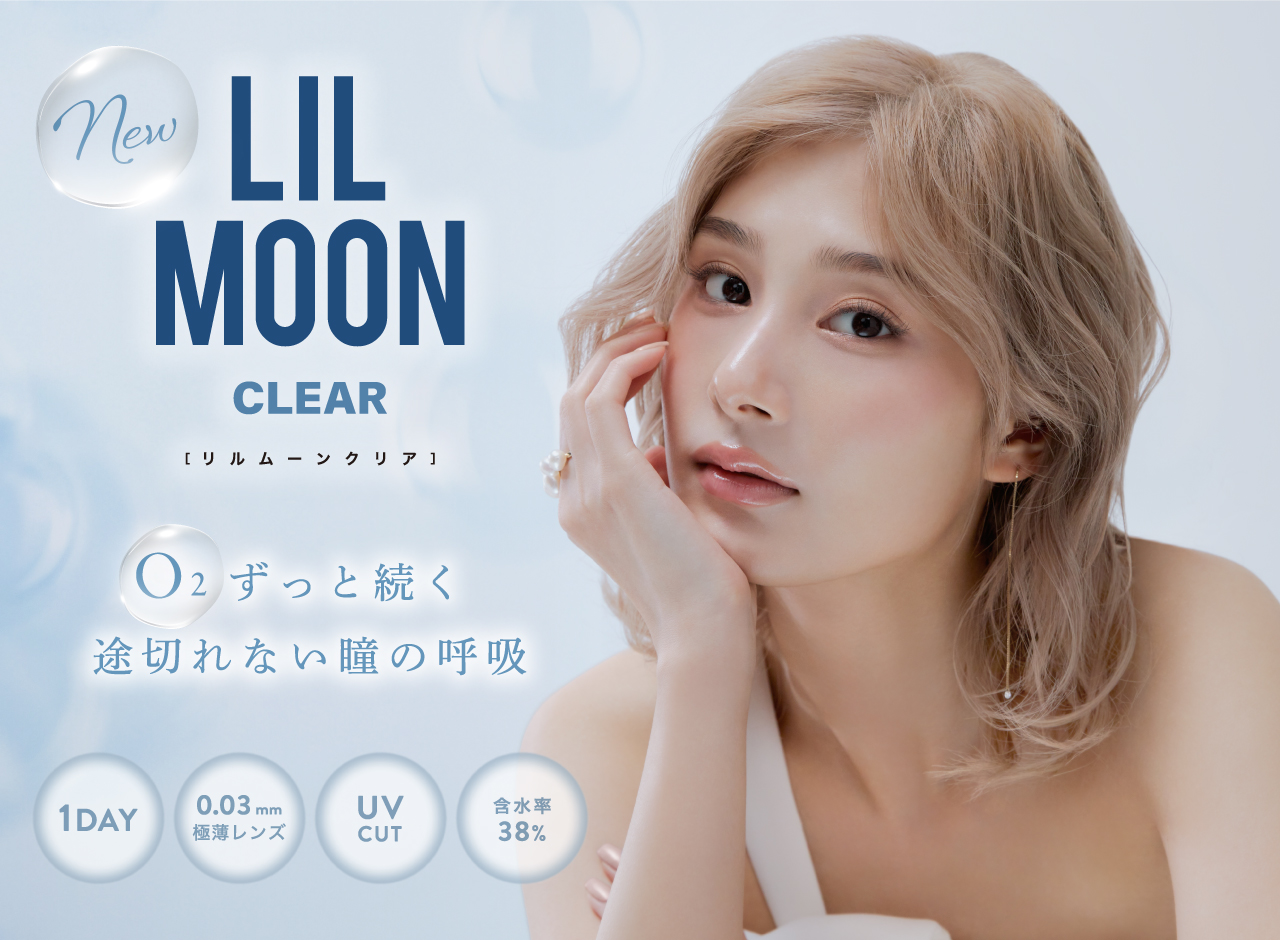 New
LIL
MOON
CLEAR
[リルムーンクリア]
O2ずっと続く
途切れない瞳の呼吸
1DAY
0.03mm
極薄レンズ
UV
CUT
含水率
38%